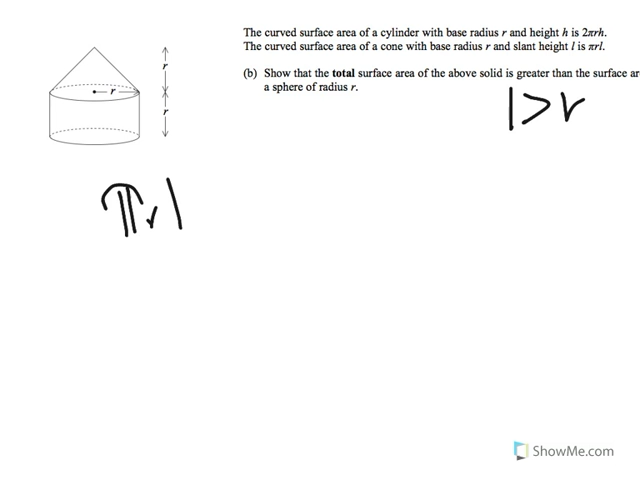 The curved surface area of a cylinder with base radius r and height h is 2πrh.
The curved surface area of a cone with base radius r and slant height l is πrl.
(b) Show that the total surface area of the above solid is greater than the surface ar
a sphere of radius r.
l>r
r
r
r
πrl
ShowMe.com